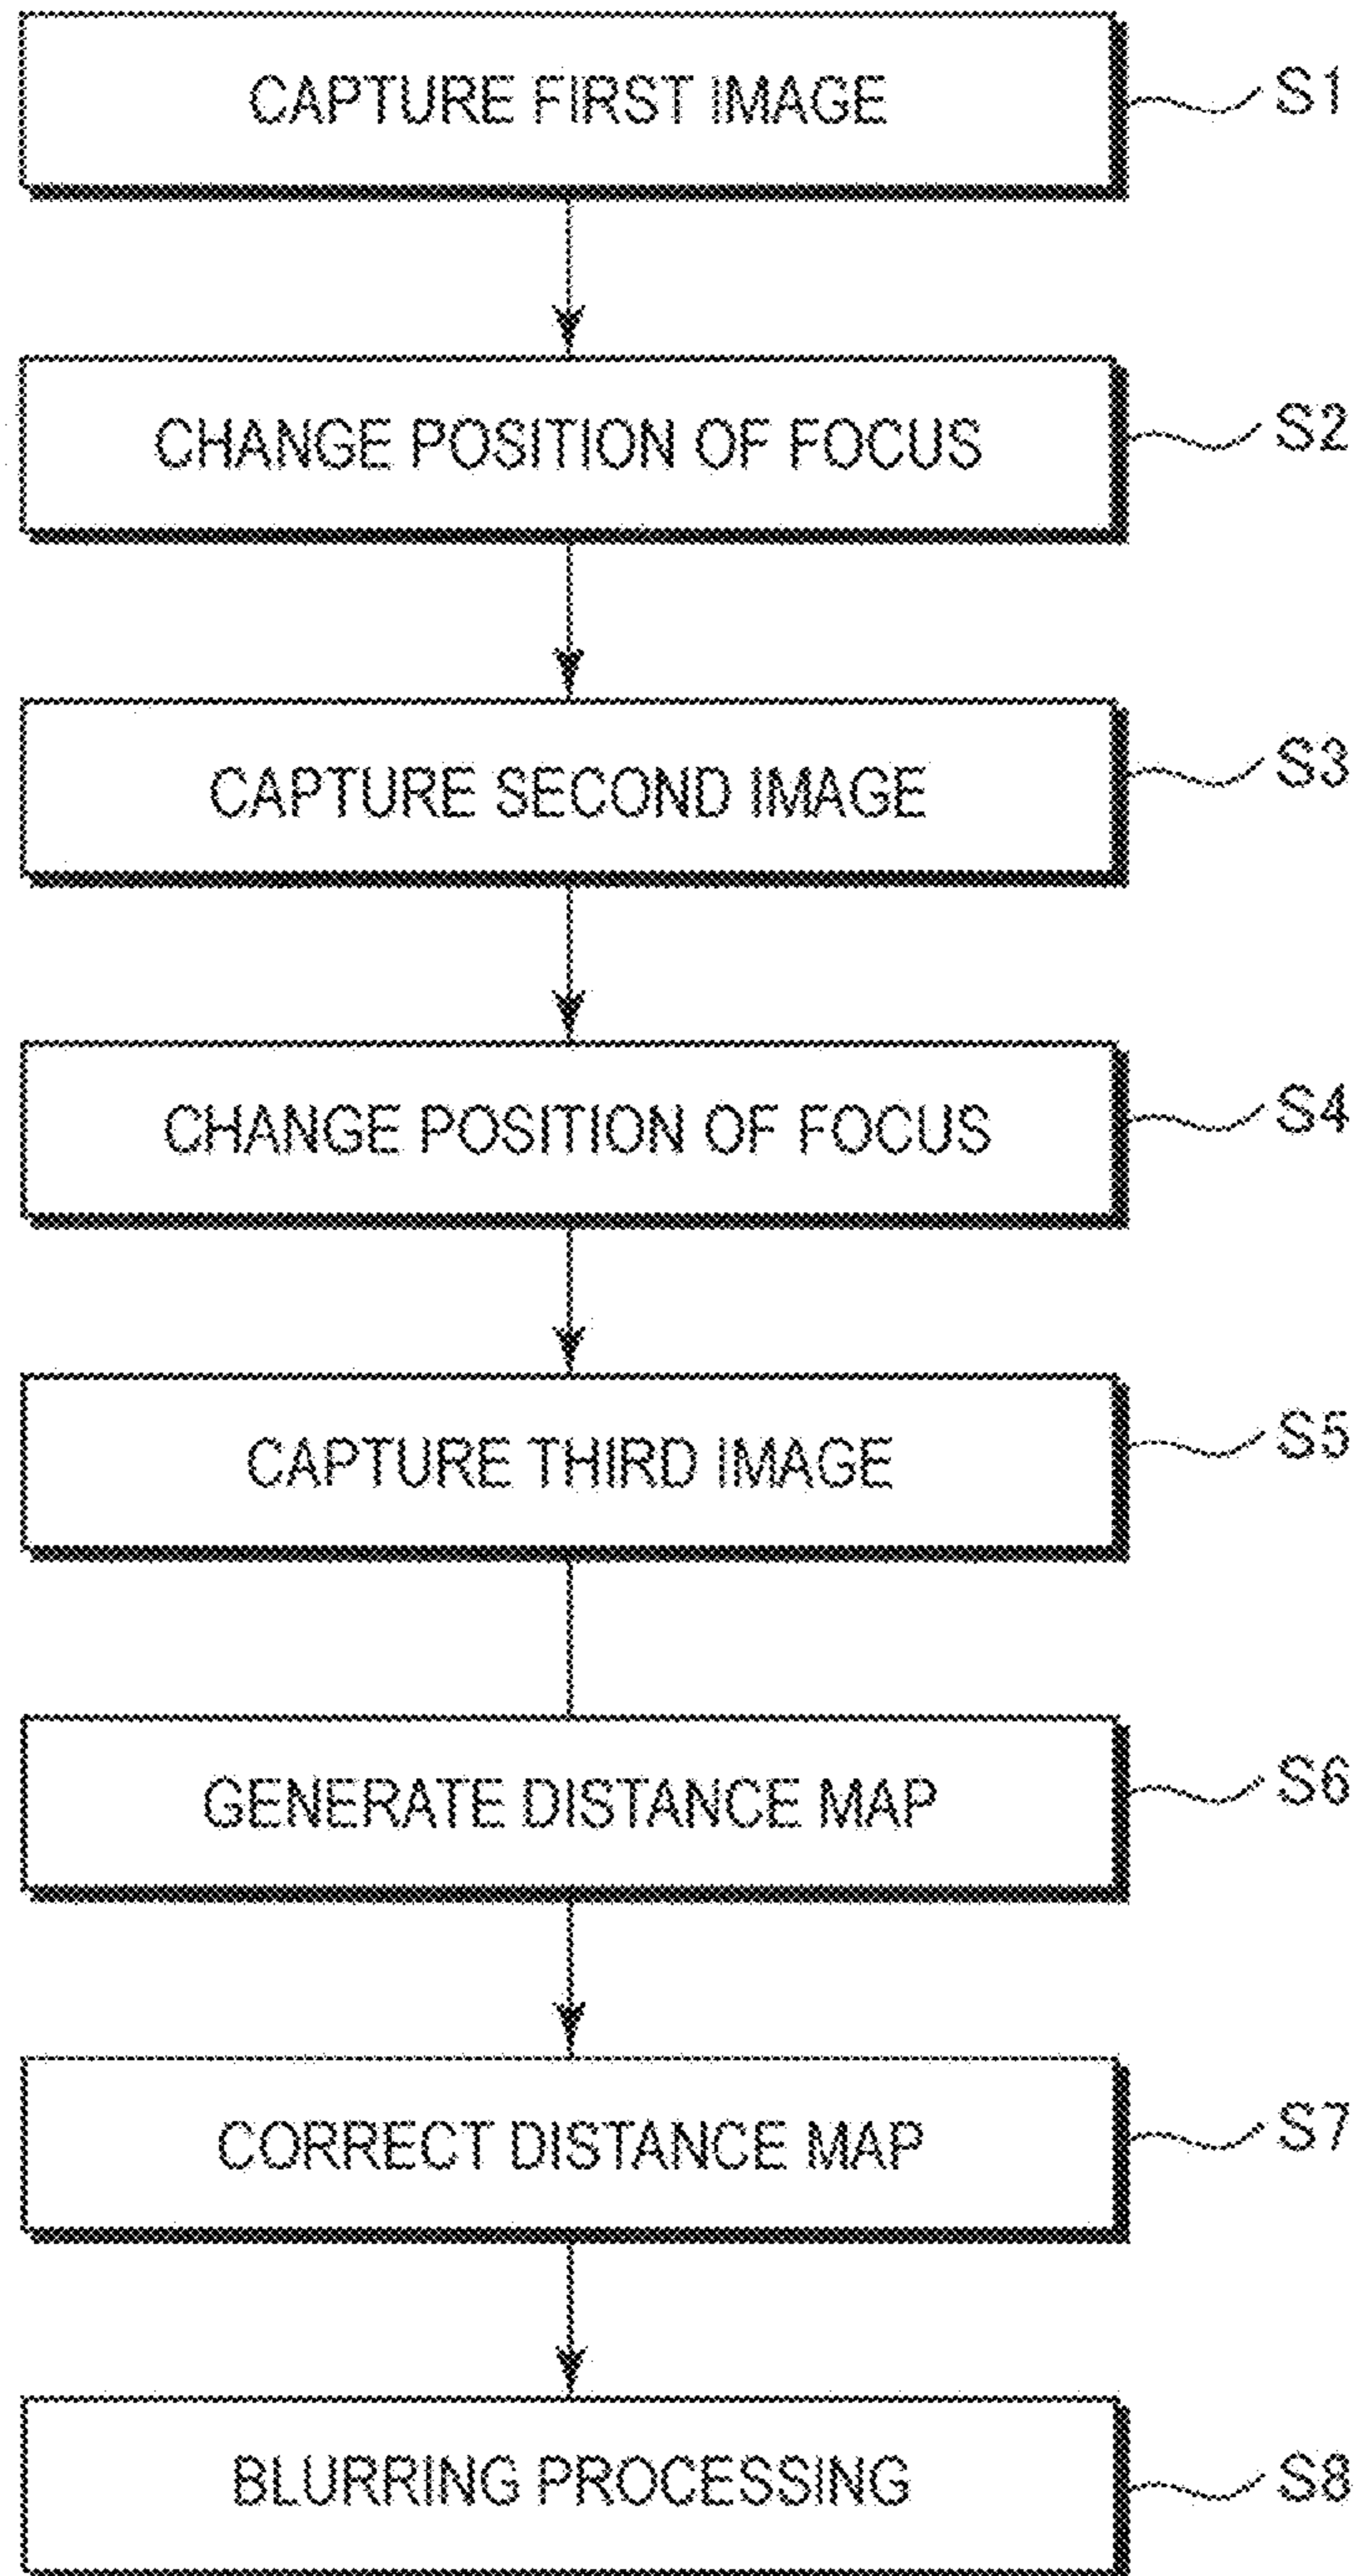 CAPTURE FIRST IMAGE S1
CHANGE POSITION OF FOCUS S2
CAPTURE SECOND IMAGE S3
CHANGE POSITION OF FOCUS S4
CAPTURE THIRD IMAGE S5
GENERATE DISTANCE MAP S6
CORRECT DISTANCE MAP S7
BLURRING PROCESSING S8